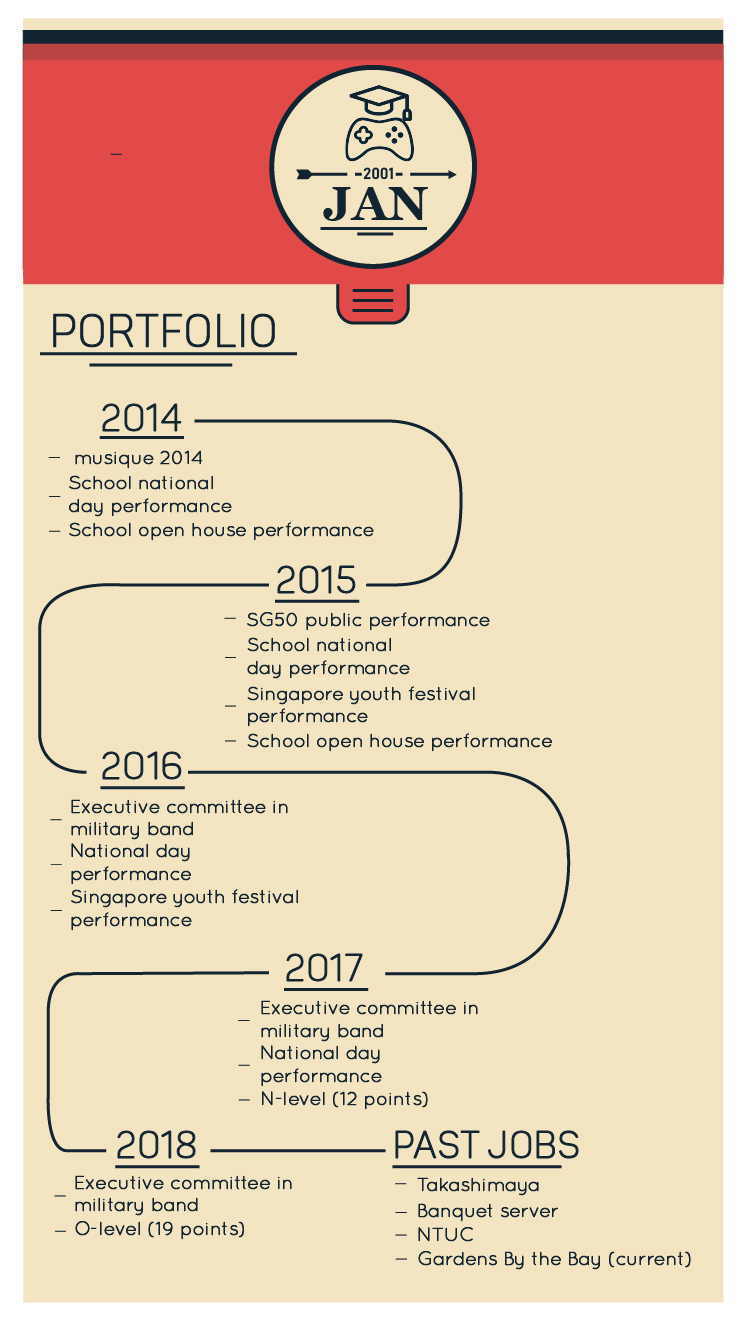 -2001-
JAN
PORTFOLIO
2014
– musique 2014
– School national
day performance
– School open house performance
2015
– SG50 public performance
– School national
day performance
– Singapore youth festival
performance
– School open house performance
2016
– Executive committee in
military band
– National day
performance
– Singapore youth festival
performance
2017
– Executive committee in
military band
– National day
performance
– N-level (12 points)
2018
– Executive committee in
military band
– O-level (19 points)
PAST JOBS
– Takashimaya
– Banquet server
– NTUC
– Gardens By the Bay (current)